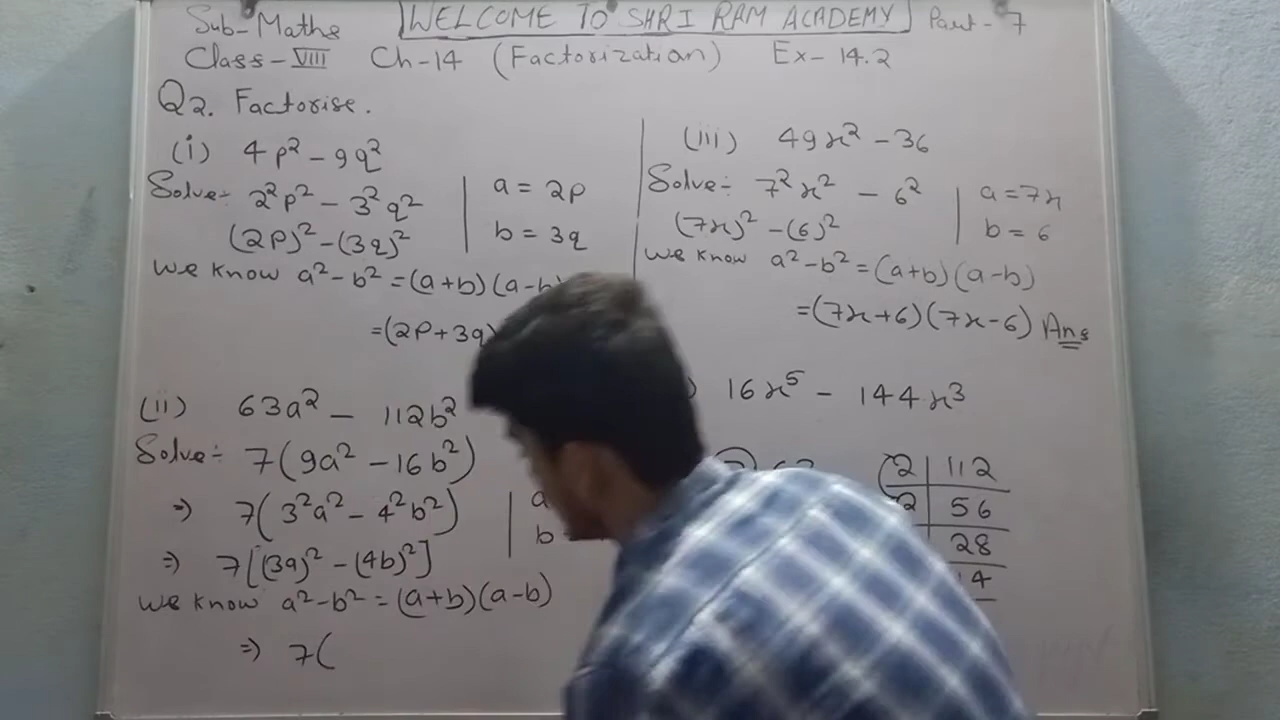 Sub-Maths WELCOME TO SHRI RAM ACADEMY Part-7
Class-VIII Ch-14 (Factorization) Ex-14.2
Q2. Factorise.
(i) 4p² - 9q²
Solve:- 2²p² - 3²q²
a = 2p
(2p)² - (3q)²
b = 3q
We know a² - b² = (a+b)(a-b
=(2p+3q)
(ii) 63a² - 112b²
Solve:- 7(9a² - 16b²)
⇒ 7(3²a² - 4²b²)
a
⇒ 7[(3a)² - (4b)²]
b
We know a² - b² = (a+b)(a-b)
⇒ 7(
(iii) 49x² - 36
Solve:- 7²x² - 6²
a = 7x
(7x)² - (6)²
b = 6
We know a² - b² = (a+b)(a-b)
=(7x+6)(7x-6) Ans
) 16x⁵ - 144x³
2 | 112
2 | 56
28
14